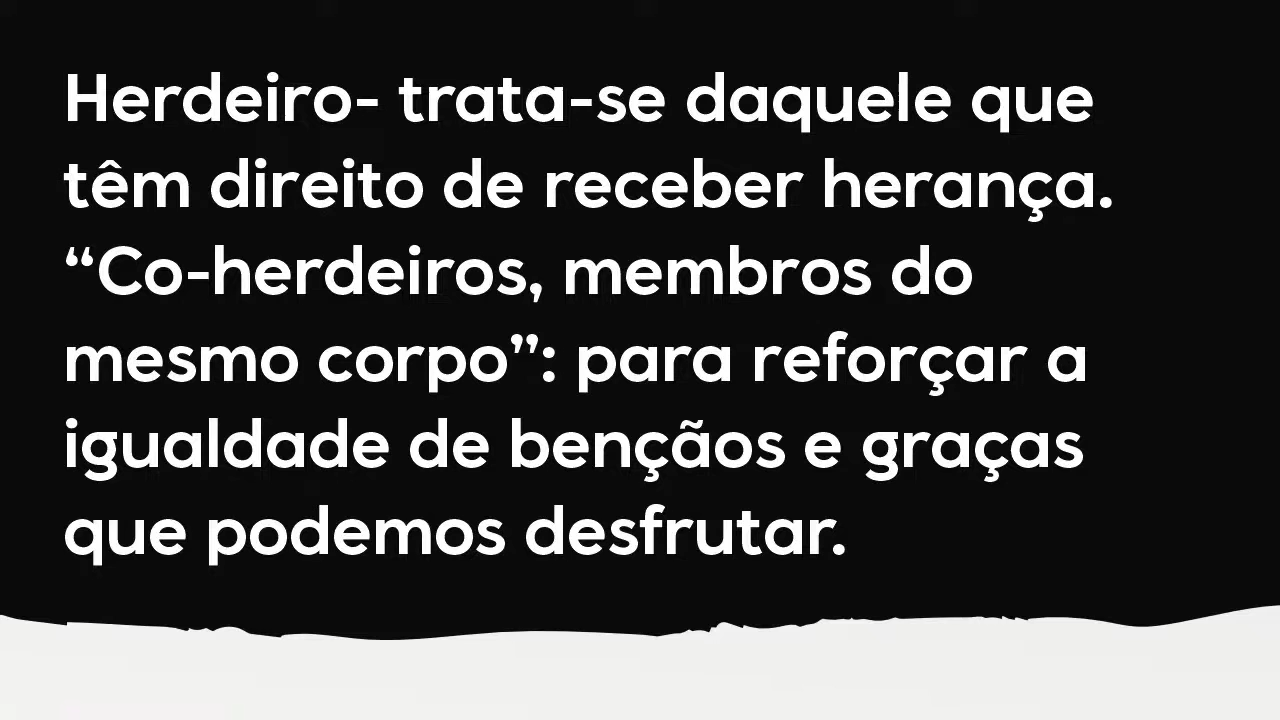 Herdeiro- trata-se daquele que
têm direito de receber herança.
“Co-herdeiros, membros do
mesmo corpo”: para reforçar a
igualdade de bençãos e graças
que podemos desfrutar.